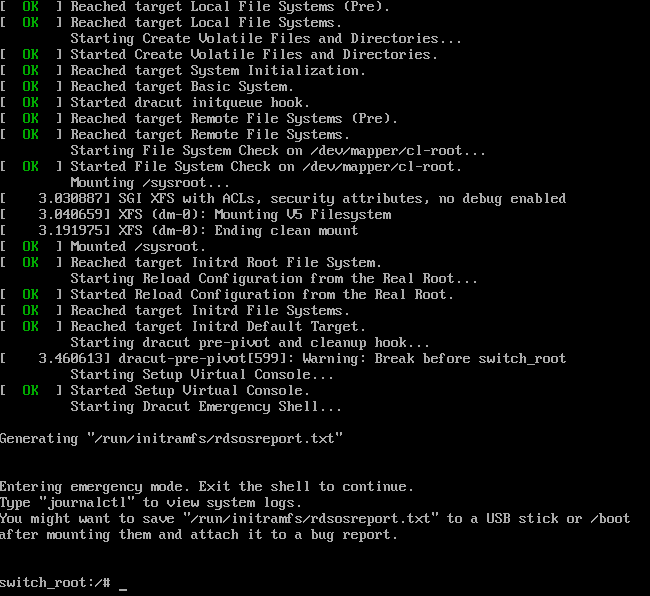 [  OK  ] Reached target Local File Systems (Pre).
[  OK  ] Reached target Local File Systems.
         Starting Create Volatile Files and Directories...
[  OK  ] Started Create Volatile Files and Directories.
[  OK  ] Reached target System Initialization.
[  OK  ] Reached target Basic System.
[  OK  ] Started dracut initqueue hook.
[  OK  ] Reached target Remote File Systems (Pre).
[  OK  ] Reached target Remote File Systems.
         Starting File System Check on /dev/mapper/cl-root...
[  OK  ] Started File System Check on /dev/mapper/cl-root.
         Mounting /sysroot...
[    3.030887] SGI XFS with ACLs, security attributes, no debug enabled
[    3.040659] XFS (dm-0): Mounting V5 Filesystem
[    3.191975] XFS (dm-0): Ending clean mount
[  OK  ] Mounted /sysroot.
[  OK  ] Reached target Initrd Root File System.
         Starting Reload Configuration from the Real Root...
[  OK  ] Started Reload Configuration from the Real Root.
[  OK  ] Reached target Initrd File Systems.
[  OK  ] Reached target Initrd Default Target.
         Starting dracut pre-pivot and cleanup hook...
[    3.460613] dracut-pre-pivot[599]: Warning: Break before switch_root
         Starting Setup Virtual Console...
[  OK  ] Started Setup Virtual Console.
         Starting Dracut Emergency Shell...
Generating "/run/initramfs/rdsosreport.txt"
Entering emergency mode. Exit the shell to continue.
Type "journalctl" to view system logs.
You might want to save "/run/initramfs/rdsosreport.txt" to a USB stick or /boot
after mounting them and attach it to a bug report.
switch_root:/# _